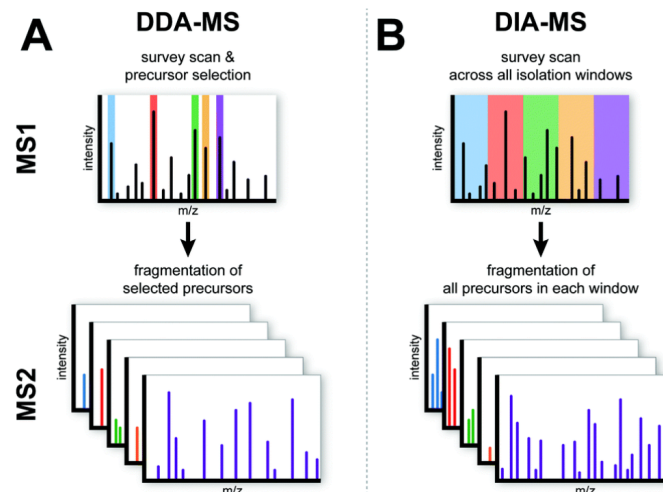 A
DDA-MS
survey scan &
precursor selection
MS1
intensity
m/z
fragmentation of
selected precursors
MS2
intensity
m/z
B
DIA-MS
survey scan
across all isolation windows
intensity
m/z
fragmentation of
all precursors in each window
intensity
m/z